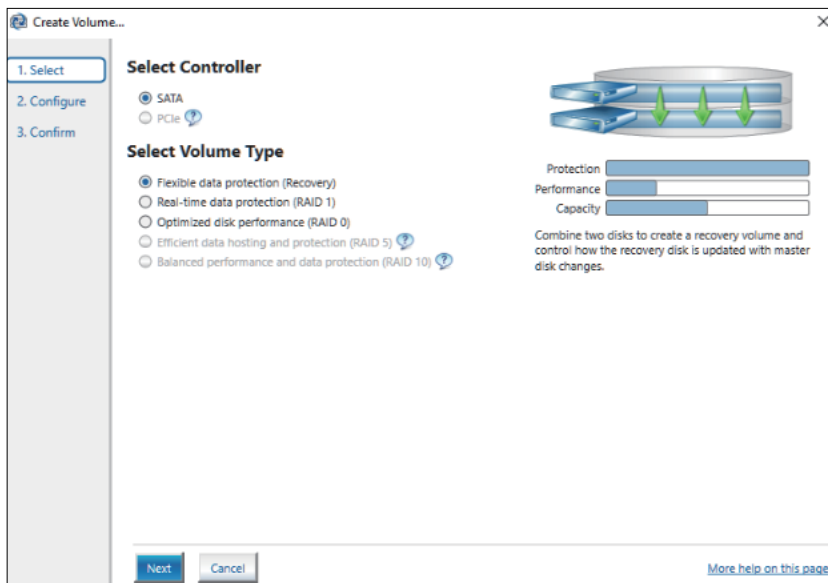 Create Volume...
1. Select
2. Configure
3. Confirm
Select Controller
SATA
PCIe
Select Volume Type
Flexible data protection (Recovery)
Real-time data protection (RAID 1)
Optimized disk performance (RAID 0)
Efficient data hosting and protection (RAID 5)
Balanced performance and data protection (RAID 10)
Protection
Performance
Capacity
Combine two disks to create a recovery volume and
control how the recovery disk is updated with master
disk changes.
Next
Cancel
More help on this page